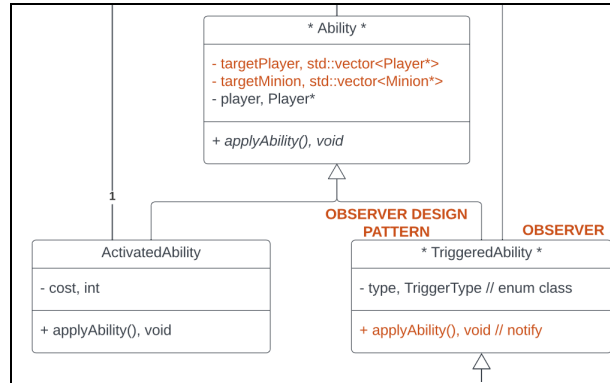 * Ability *
- targetPlayer, std::vector<Player*>
- targetMinion, std::vector<Minion*>
- player, Player*
+ applyAbility(), void
1
OBSERVER DESIGN
PATTERN
OBSERVER
ActivatedAbility
- cost, int
+ applyAbility(), void
* TriggeredAbility *
- type, TriggerType // enum class
+ applyAbility(), void // notify